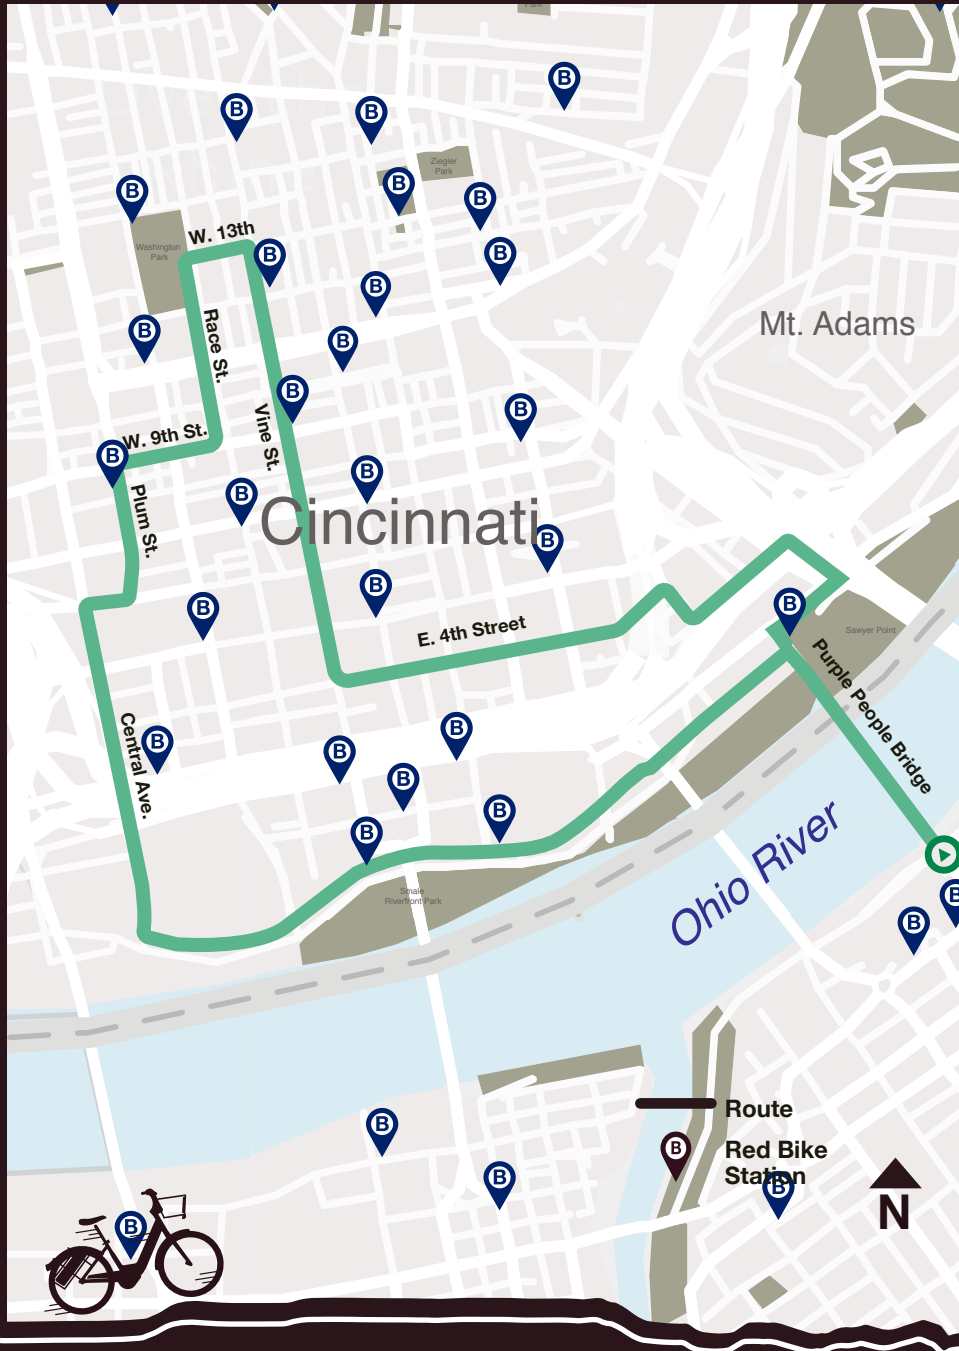 Park
B
B
B
Ziegler
Park
B
B
B
W. 13th
Washington
Park
B
B
B
Mt. Adams
Race St.
B
B
B
Vine St.
B
W. 9th St.
B
B
Plum St.
B
Cincinnati
B
B
B
B
E. 4th Street
Sawyer Point
Purple People Bridge
Central Ave.
B
B
B
B
B
B
Ohio River
Smale
Riverfront Park
B
B
Route
B
B
Red Bike
Station
B
B
N
B